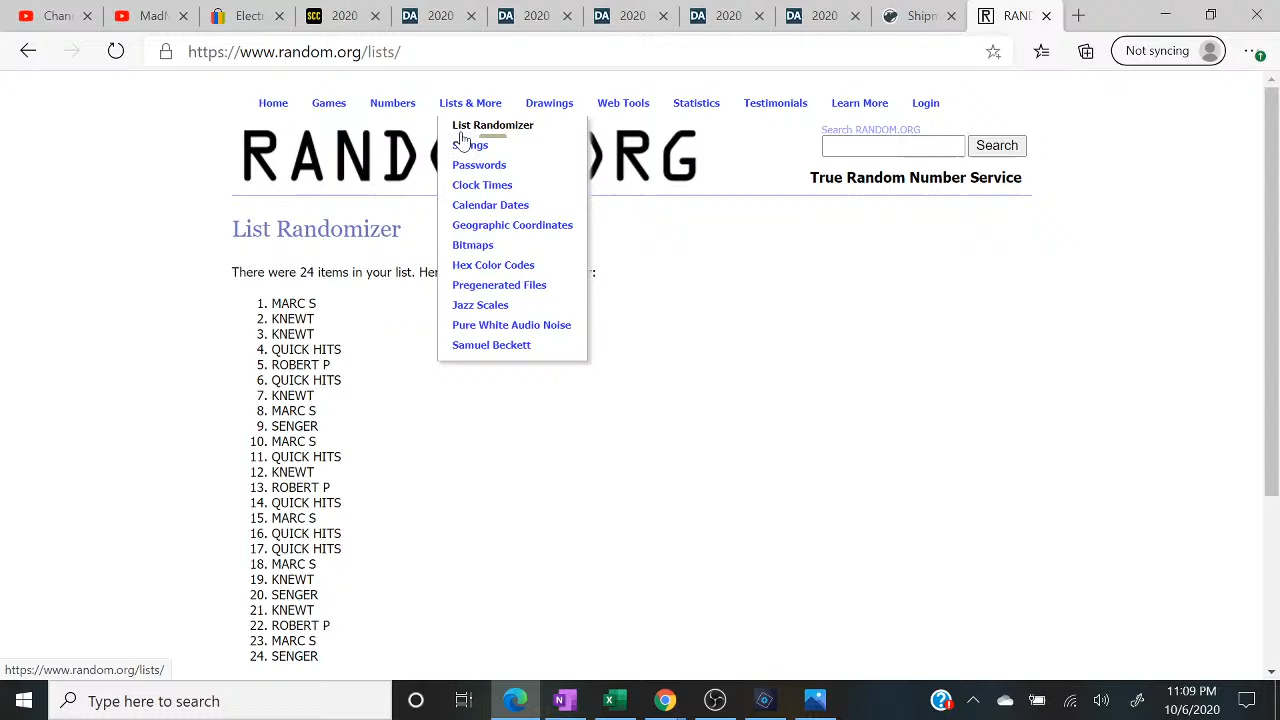 Chan
Madi
Elect
SCC
2020
DA
2020
DA
2020
DA
2020
DA
2020
DA
2020
Ship
R
RAN
https://www.random.org/lists/
Not syncing
Home Games Numbers Lists & More Drawings Web Tools Statistics Testimonials Learn More Login
List Randomizer
Passwords
Clock Times
Calendar Dates
Geographic Coordinates
Bitmaps
Hex Color Codes
Pregenerated Files
Jazz Scales
Pure White Audio Noise
Samuel Beckett
RAND
RG
Search RANDOM.ORG
Search
True Random Number Service
List Randomizer
There were 24 items in your list. He
1. MARC S
2. KNEWT
3. KNEWT
4. QUICK HITS
5. ROBERT P
6. QUICK HITS
7. KNEWT
8. MARC S
9. SENGER
10. MARC S
11. QUICK HITS
12. KNEWT
13. ROBERT P
14. QUICK HITS
15. MARC S
16. QUICK HITS
17. QUICK HITS
18. MARC S
19. KNEWT
20. SENGER
21. KNEWT
22. ROBERT P
23. MARC S
24. SENGER
https://www.random.org/lists/
Type here to search
11:09 PM
10/6/2020